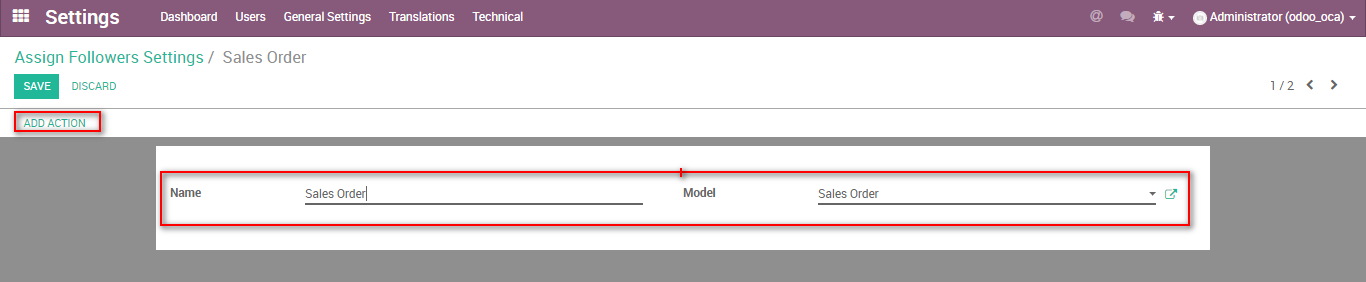 Settings Dashboard Users General Settings Translations Technical @ Administrator (odoo_oca)
Assign Followers Settings / Sales Order
SAVE DISCARD 1 / 2
ADD ACTION
Name Sales Order Model Sales Order